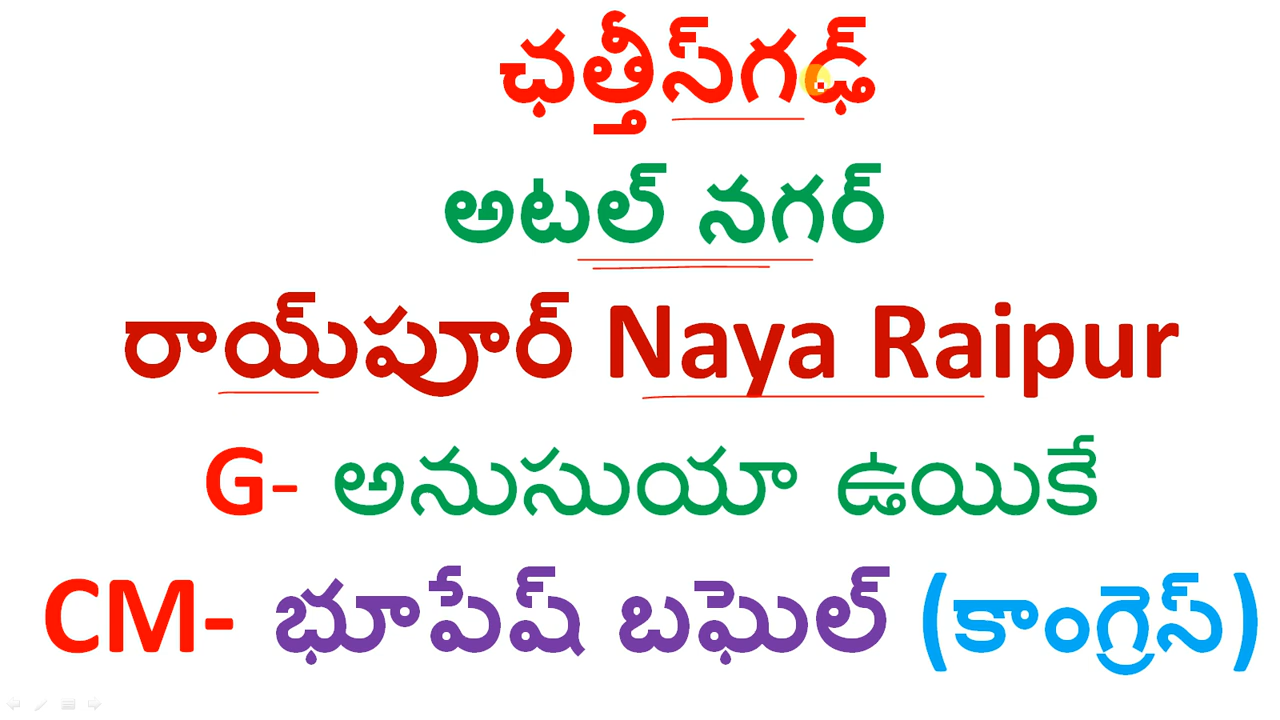 ఛత్తీస్‌గఢ్
అటల్ నగర్
రాయ్‌పూర్ Naya Raipur
G- అనుసుయా ఉయికే
CM- భూపేష్ బఘెల్ (కాంగ్రెస్)